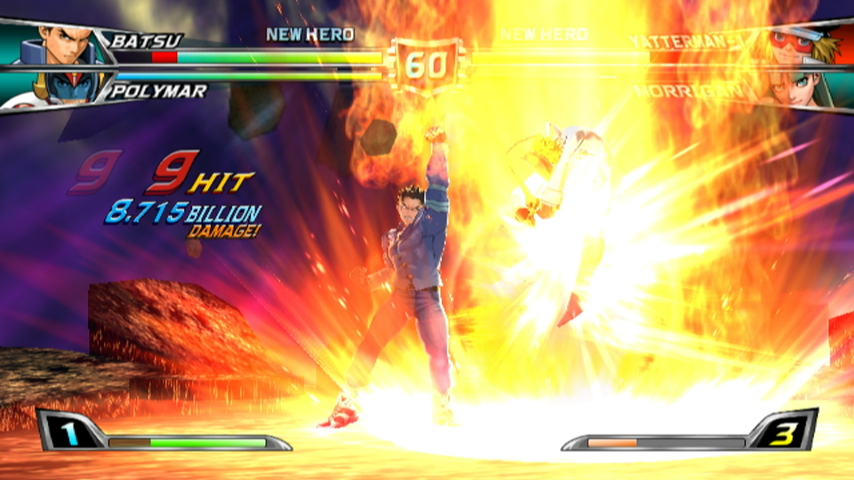 BATSU
NEW HERO
60
NEW HERO
YATTERMAN-1
POLYMAR
MORRIGAN
9 9 HIT
8.715 BILLION
DAMAGE!
1
3